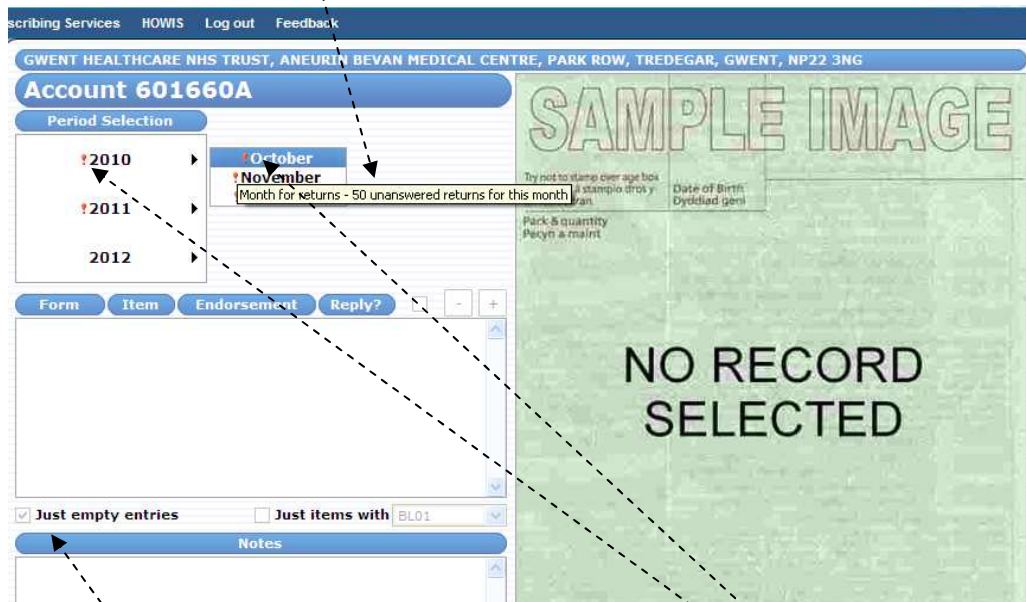 scribing Services HOWIS Log out Feedback
GWENT HEALTHCARE NHS TRUST, ANEURIN BEVAN MEDICAL CENTRE, PARK ROW, TREDEGAR, GWENT, NP22 3NG
Account 601660A
Period Selection
!2010
!October
!November
Month for returns - 50 unanswered returns for this month
!2011
2012
Form Item Endorsement Reply? - +
Just empty entries Just items with BL01
Notes
SAMPLE IMAGE
Try not to stamp over age box
stampio dros y
Date of Birth
Dyddiad geni
Pack & quantity
Pecyn a maint
NO RECORD
SELECTED